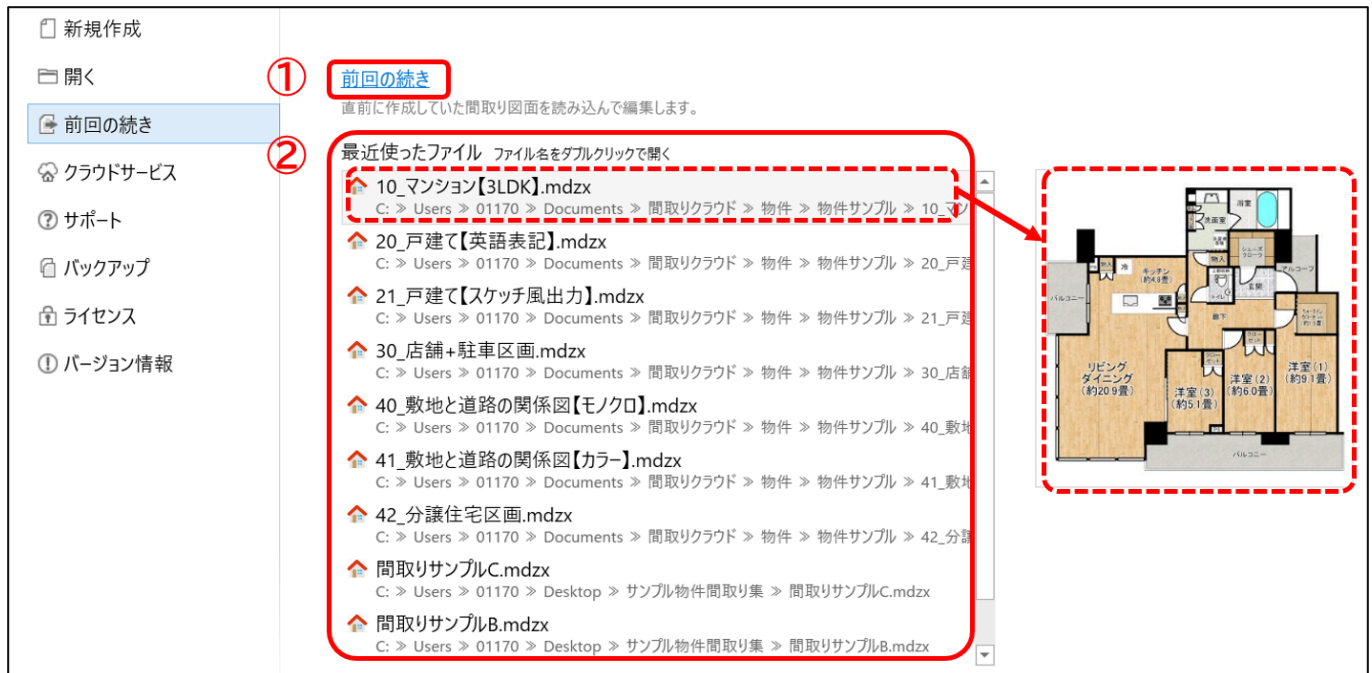 新規作成
開く
前回の続き
クラウドサービス
サポート
バックアップ
ライセンス
バージョン情報
①
前回の続き
直前に作成していた間取り図面を読み込んで編集します。
②
最近使ったファイル ファイル名をダブルクリックで開く
10_マンション【3LDK】.mdzx
C: ≫ Users ≫ 01170 ≫ Documents ≫ 間取りクラウド ≫ 物件 ≫ 物件サンプル ≫ 10_マン
20_戸建て【英語表記】.mdzx
C: ≫ Users ≫ 01170 ≫ Documents ≫ 間取りクラウド ≫ 物件 ≫ 物件サンプル ≫ 20_戸建
21_戸建て【スケッチ風出力】.mdzx
C: ≫ Users ≫ 01170 ≫ Documents ≫ 間取りクラウド ≫ 物件 ≫ 物件サンプル ≫ 21_戸建
30_店舗+駐車区画.mdzx
C: ≫ Users ≫ 01170 ≫ Documents ≫ 間取りクラウド ≫ 物件 ≫ 物件サンプル ≫ 30_店舗
40_敷地と道路の関係図【モノクロ】.mdzx
C: ≫ Users ≫ 01170 ≫ Documents ≫ 間取りクラウド ≫ 物件 ≫ 物件サンプル ≫ 40_敷地
41_敷地と道路の関係図【カラー】.mdzx
C: ≫ Users ≫ 01170 ≫ Documents ≫ 間取りクラウド ≫ 物件 ≫ 物件サンプル ≫ 41_敷地
42_分譲住宅区画.mdzx
C: ≫ Users ≫ 01170 ≫ Documents ≫ 間取りクラウド ≫ 物件 ≫ 物件サンプル ≫ 42_分譲
間取りサンプルC.mdzx
C: ≫ Users ≫ 01170 ≫ Desktop ≫ サンプル物件間取り集 ≫ 間取りサンプルC.mdzx
間取りサンプルB.mdzx
C: ≫ Users ≫ 01170 ≫ Desktop ≫ サンプル物件間取り集 ≫ 間取りサンプルB.mdzx
浴室
洗面室
シューズ
クローク
物入
物入
冷
キッチン
(約4.8畳)
トイレ
玄関
アルコーブ
バルコニー
廊下
リビング
ダイニング
(約20.9畳)
洋室(3)
(約5.1畳)
洋室(2)
(約6.0畳)
洋室(1)
(約9.1畳)
バルコニー